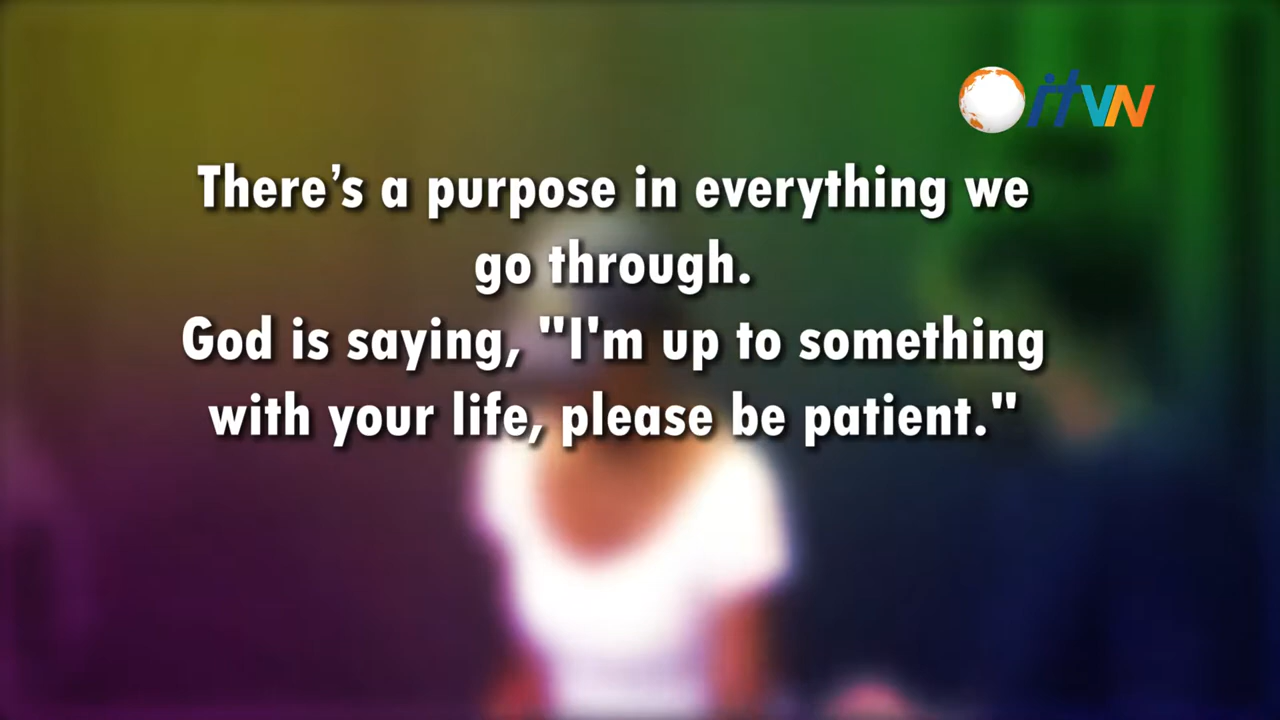 itVN
There’s a purpose in everything we
go through.
God is saying, "I'm up to something
with your life, please be patient."